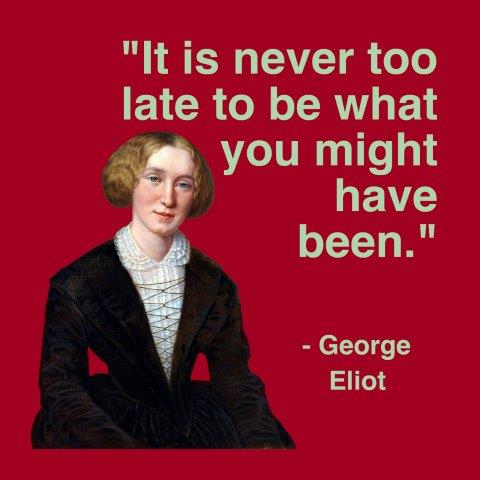 "It is never too
late to be what
you might
have
been."
- George
Eliot